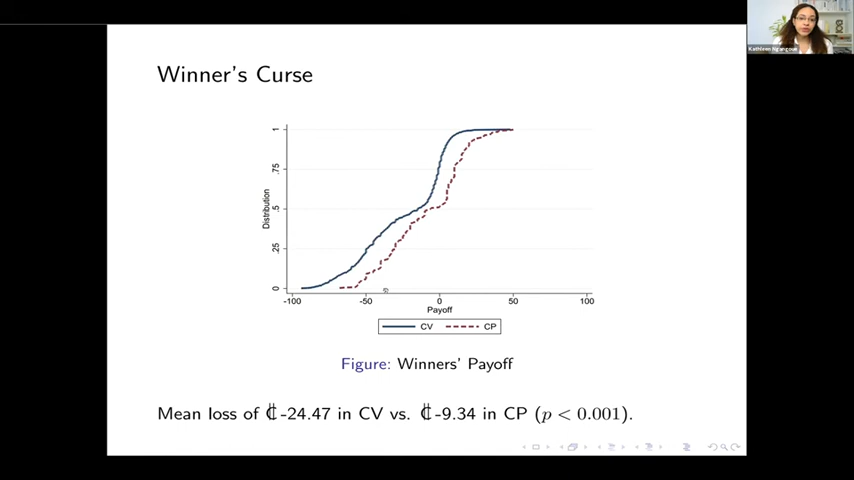 Kathleen Ngangoue
Winner's Curse
Distribution
1
.75
.5
.25
0
-100
-50
0
50
100
Payoff
CV
CP
Figure: Winners' Payoff
Mean loss of ₡ -24.47 in CV vs. ₡ -9.34 in CP (p < 0.001).